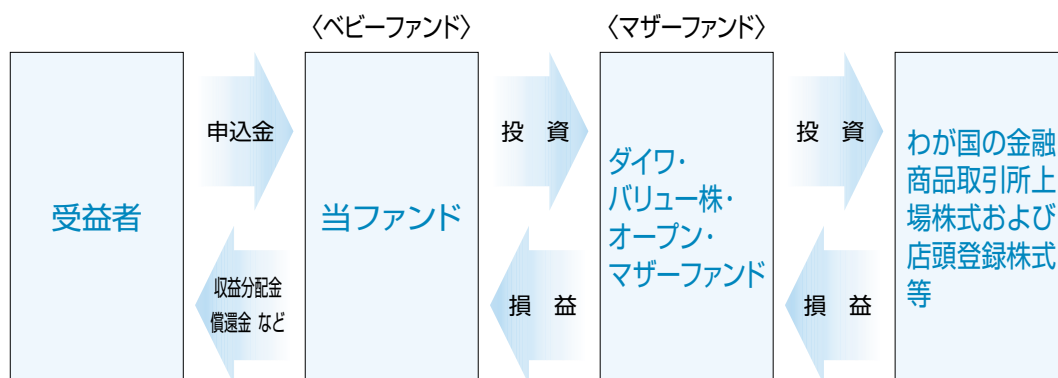 〈ベビーファンド〉
〈マザーファンド〉
受益者
申込金
収益分配金
償還金 など
当ファンド
投 資
損 益
ダイワ・
バリュー株・
オープン・
マザーファンド
投 資
損 益
わが国の金融
商品取引所上
場株式および
店頭登録株式
等